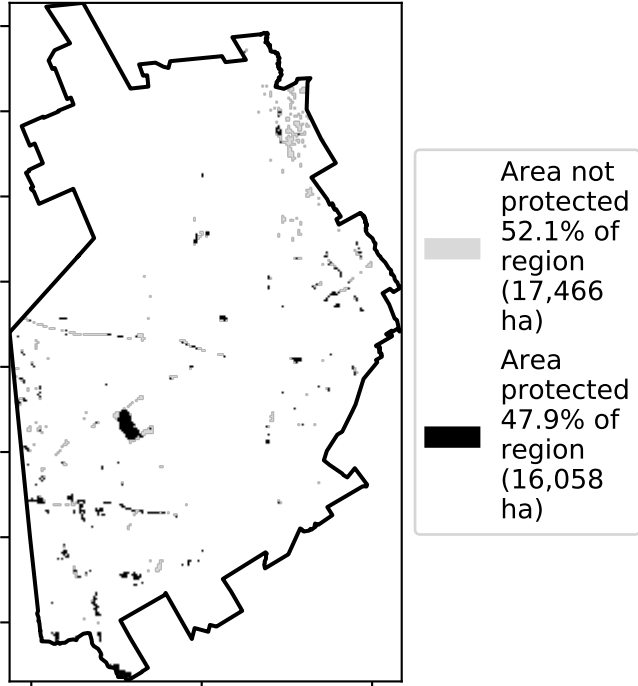 Area not
protected
52.1% of
region
(17,466
ha)
Area
protected
47.9% of
region
(16,058
ha)